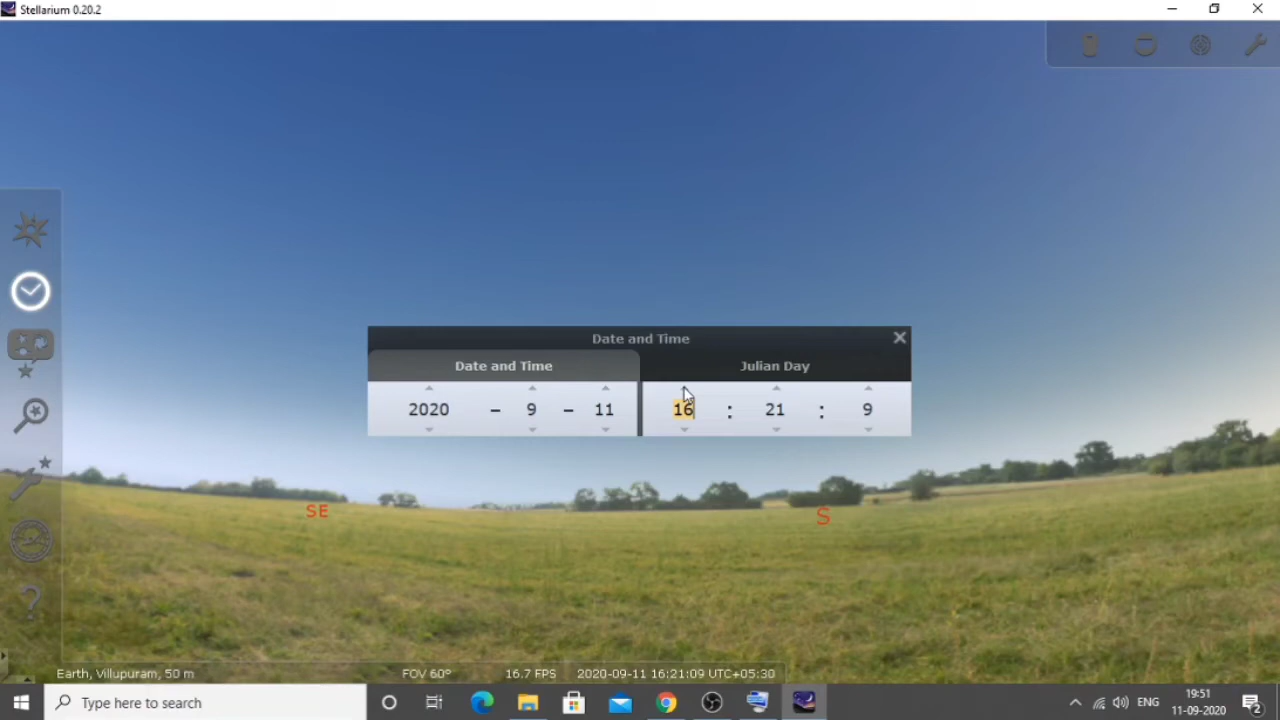 Stellarium 0.20.2
Date and Time
Date and Time
Julian Day
2020 - 9 - 11 16 : 21 : 9
SE
S
Earth, Villupuram, 50 m
FOV 60°
16.7 FPS
2020-09-11 16:21:09 UTC+05:30
Type here to search
ENG
19:51
11-09-2020
2